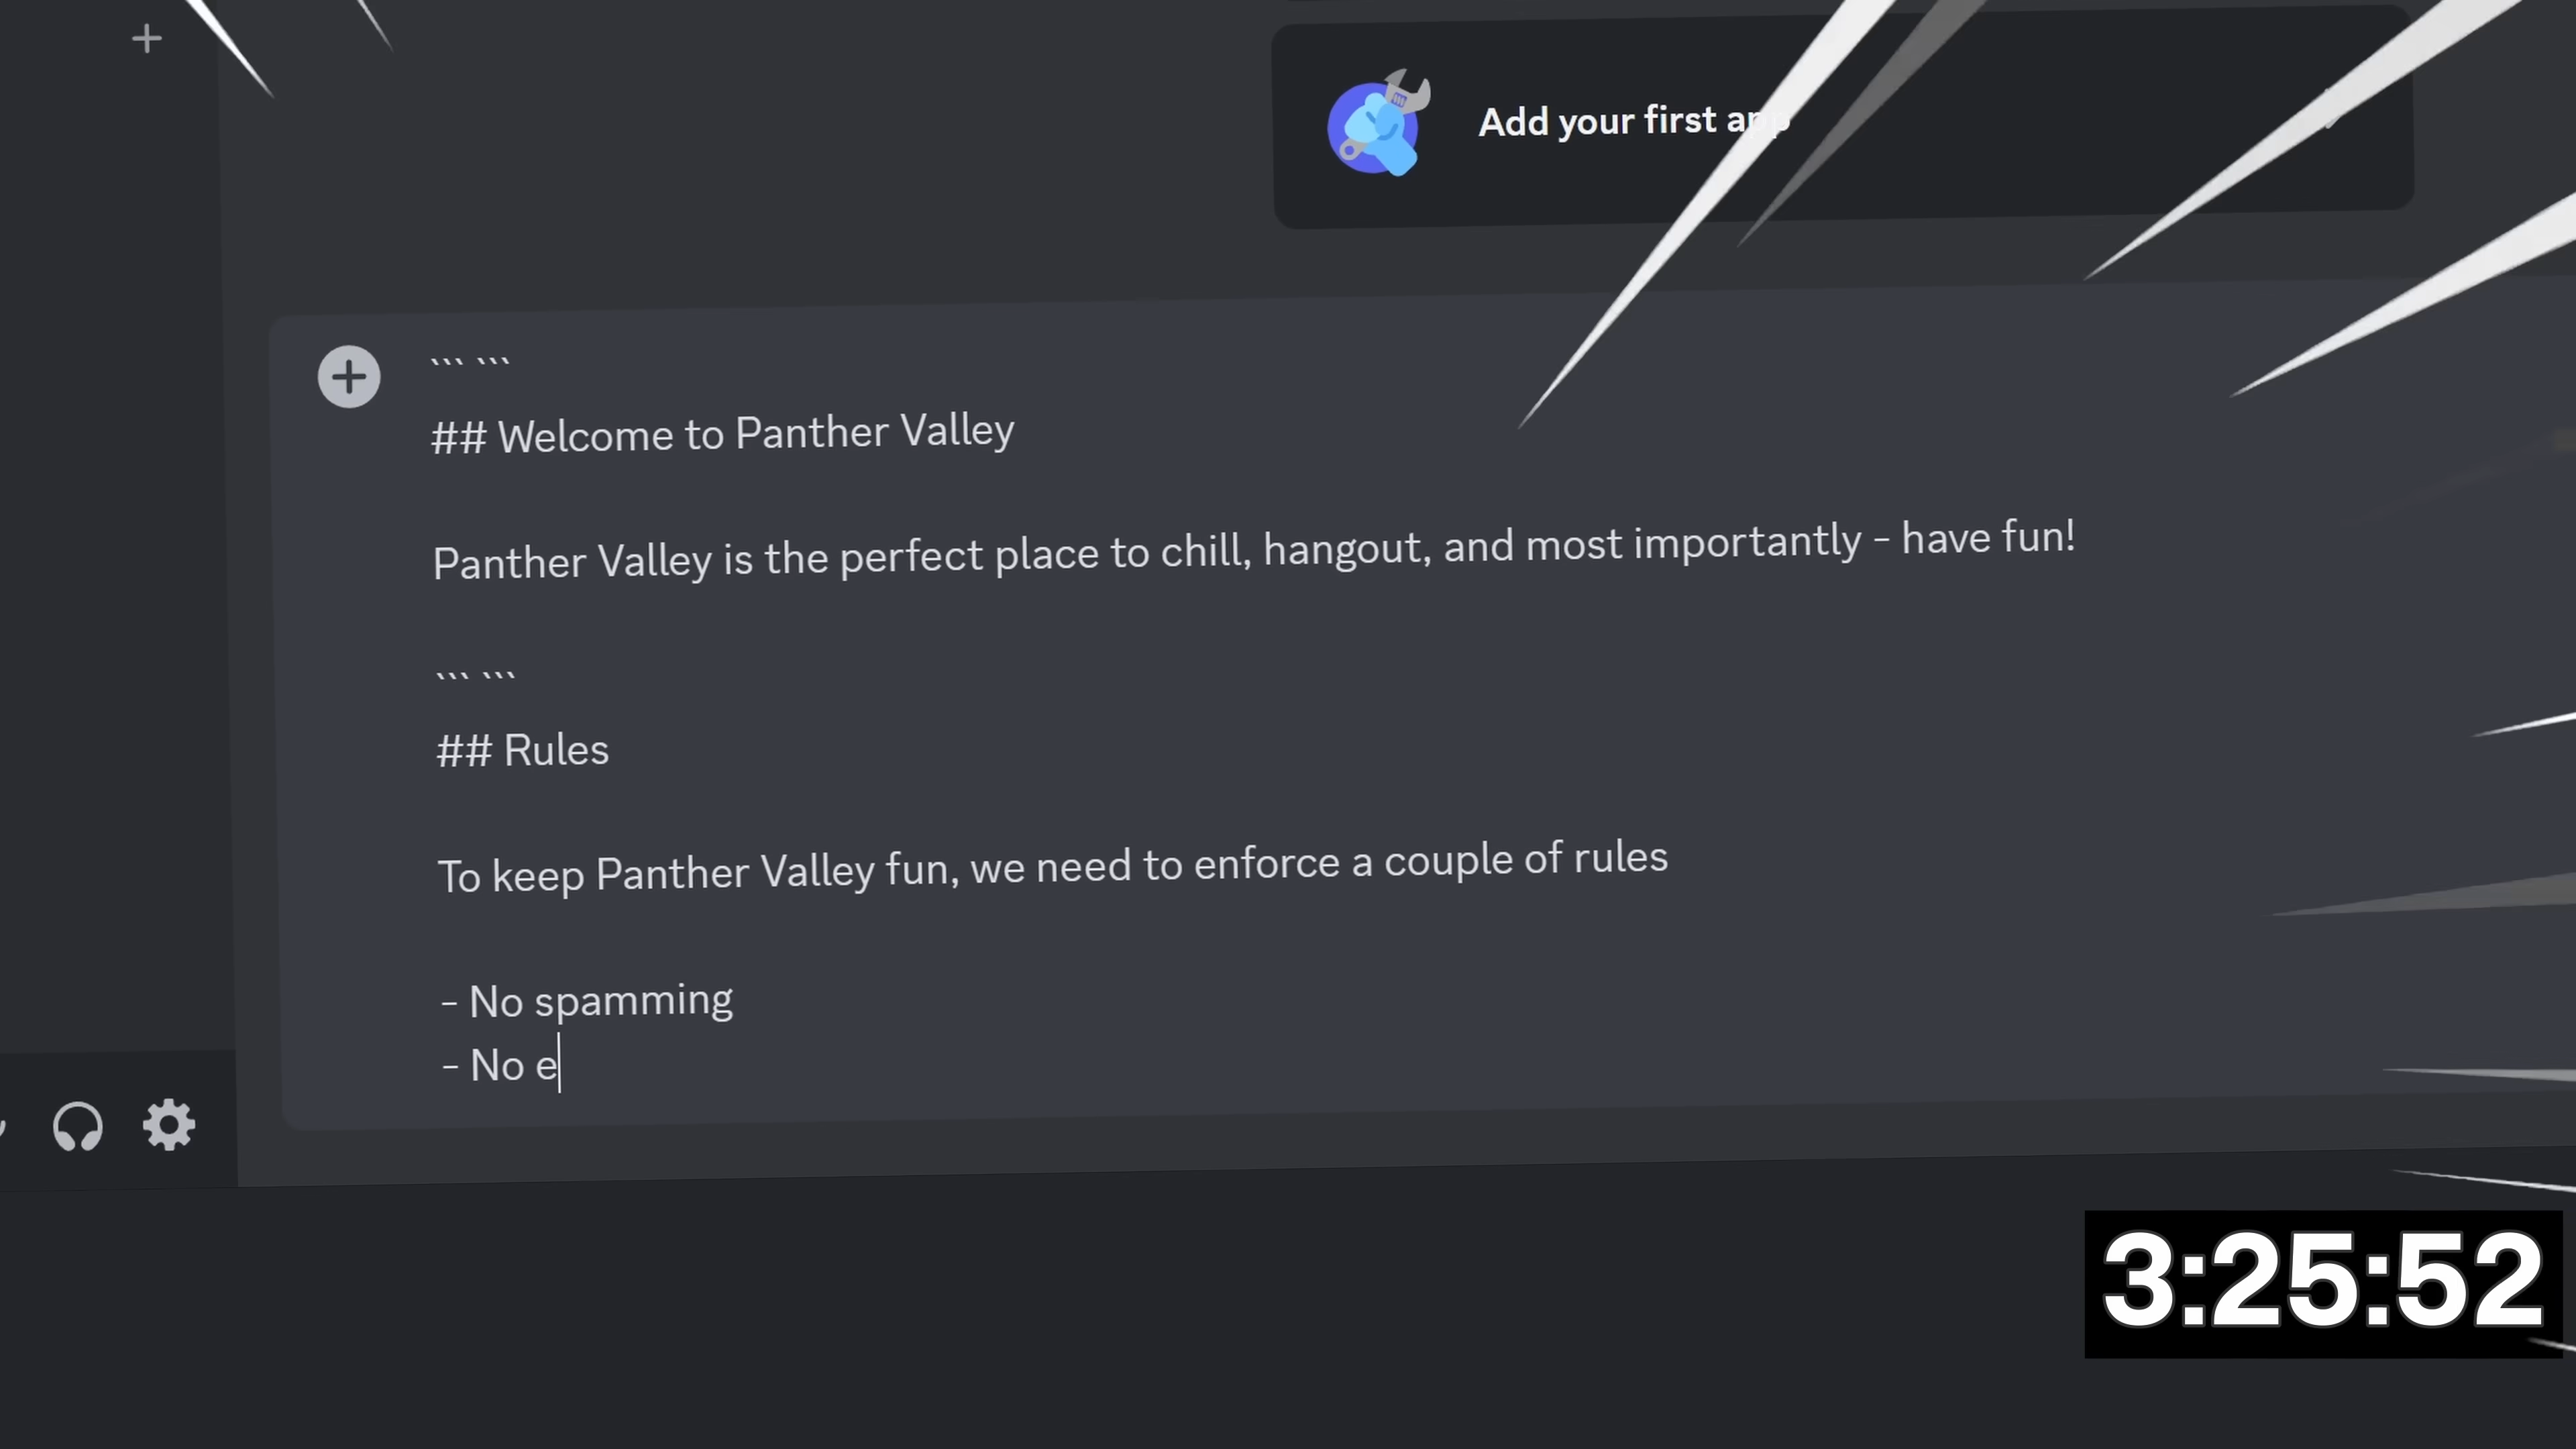 Add your first app
``` ```
## Welcome to Panther Valley
Panther Valley is the perfect place to chill, hangout, and most importantly - have fun!
``` ```
## Rules
To keep Panther Valley fun, we need to enforce a couple of rules
- No spamming
- No e
3:25:52